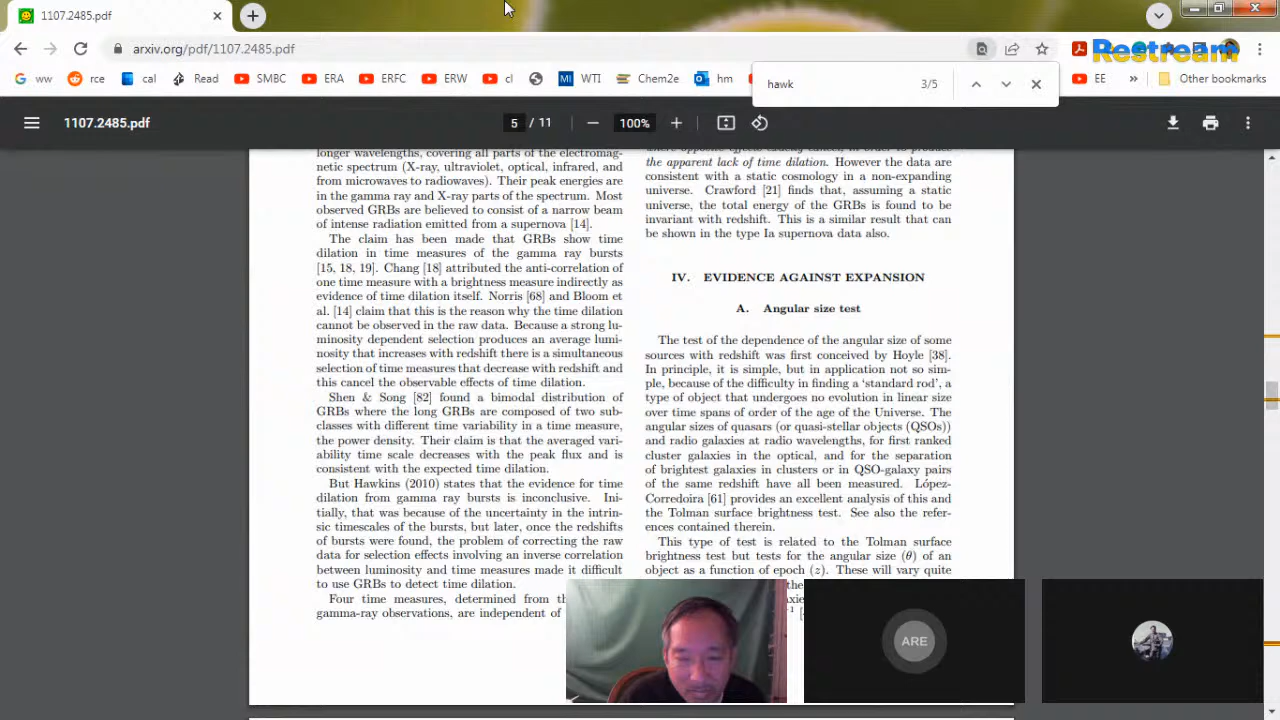 1107.2485.pdf
arxiv.org/pdf/1107.2485.pdf
Restream
ww
rce
cal
Read
SMBC
ERA
ERFC
ERW
cl
MI
WTI
Chem2e
hm
EE
Other bookmarks
hawk
3/5
1107.2485.pdf
5 / 11
100%
longer wavelengths, covering all parts of the electromag-
netic spectrum (X-ray, ultraviolet, optical, infrared, and
from microwaves to radiowaves). Their peak energies are
in the gamma ray and X-ray parts of the spectrum. Most
observed GRBs are believed to consist of a narrow beam
of intense radiation emitted from a supernova [14].
The claim has been made that GRBs show time
dilation in time measures of the gamma ray bursts
[15, 18, 19]. Chang [18] attributed the anti-correlation of
one time measure with a brightness measure indirectly as
evidence of time dilation itself. Norris [68] and Bloom et
al. [14] claim that this is the reason why the time dilation
cannot be observed in the raw data. Because a strong lu-
minosity dependent selection produces an average lumi-
nosity that increases with redshift there is a simultaneous
selection of time measures that decrease with redshift and
this cancel the observable effects of time dilation.
Shen & Song [82] found a bimodal distribution of
GRBs where the long GRBs are composed of two sub-
classes with different time variability in a time measure,
the power density. Their claim is that the averaged vari-
ability time scale decreases with the peak flux and is
consistent with the expected time dilation.
But Hawkins (2010) states that the evidence for time
dilation from gamma ray bursts is inconclusive. Ini-
tially, that was because of the uncertainty in the intrin-
sic timescales of the bursts, but later, once the redshifts
of bursts were found, the problem of correcting the raw
data for selection effects involving an inverse correlation
between luminosity and time measures made it difficult
to use GRBs to detect time dilation.
Four time measures, determined from th
gamma-ray observations, are independent of
where opposite effects exactly cancel, in order to produce
the apparent lack of time dilation. However the data are
consistent with a static cosmology in a non-expanding
universe. Crawford [21] finds that, assuming a static
universe, the total energy of the GRBs is found to be
invariant with redshift. This is a similar result that can
be shown in the type Ia supernova data also.
IV. EVIDENCE AGAINST EXPANSION
A. Angular size test
The test of the dependence of the angular size of some
sources with redshift was first conceived by Hoyle [38].
In principle, it is simple, but in application not so sim-
ple, because of the difficulty in finding a ‘standard rod’, a
type of object that undergoes no evolution in linear size
over time spans of order of the age of the Universe. The
angular sizes of quasars (or quasi-stellar objects (QSOs))
and radio galaxies at radio wavelengths, for first ranked
cluster galaxies in the optical, and for the separation
of brightest galaxies in clusters or in QSO-galaxy pairs
of the same redshift have all been measured. López-
Corredoira [61] provides an excellent analysis of this and
the Tolman surface brightness test. See also the refer-
ences contained therein.
This type of test is related to the Tolman surface
brightness test but tests for the angular size (θ) of an
object as a function of epoch (z). These will vary quite
ARE